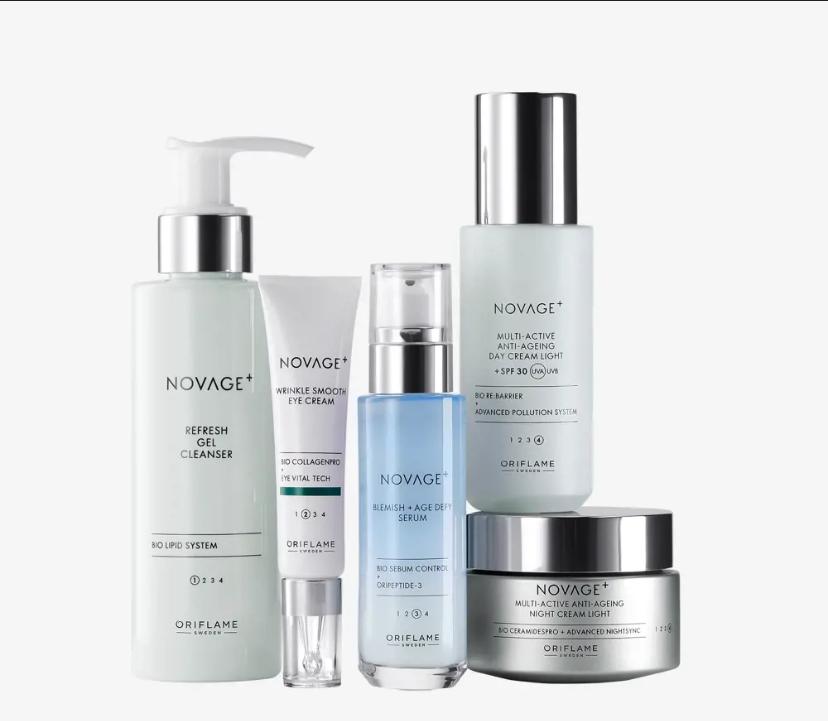 NOVAGE+
REFRESH
GEL
CLEANSER
BIO LIPID SYSTEM
① 2 3 4
ORIFLAME
SWEDEN
NOVAGE+
WRINKLE SMOOTH
EYE CREAM
BIO COLLAGENPRO
+
EYE VITAL TECH
1 ② 3 4
ORIFLAME
SWEDEN
NOVAGE+
BLEMISH + AGE DEFY
SERUM
BIO SEBUM CONTROL
+
ORIPEPTIDE-3
1 2 ③ 4
ORIFLAME
SWEDEN
NOVAGE+
MULTI-ACTIVE
ANTI-AGEING
DAY CREAM LIGHT
+ SPF 30 UVA UVB
BIO RE:BARRIER
+
ADVANCED POLLUTION SYSTEM
1 2 3 ④
ORIFLAME
SWEDEN
NOVAGE+
MULTI-ACTIVE ANTI-AGEING
NIGHT CREAM LIGHT
BIO CERAMIDESPRO + ADVANCED NIGHTSYNC
1 2 3
ORIFLAME
SWEDEN